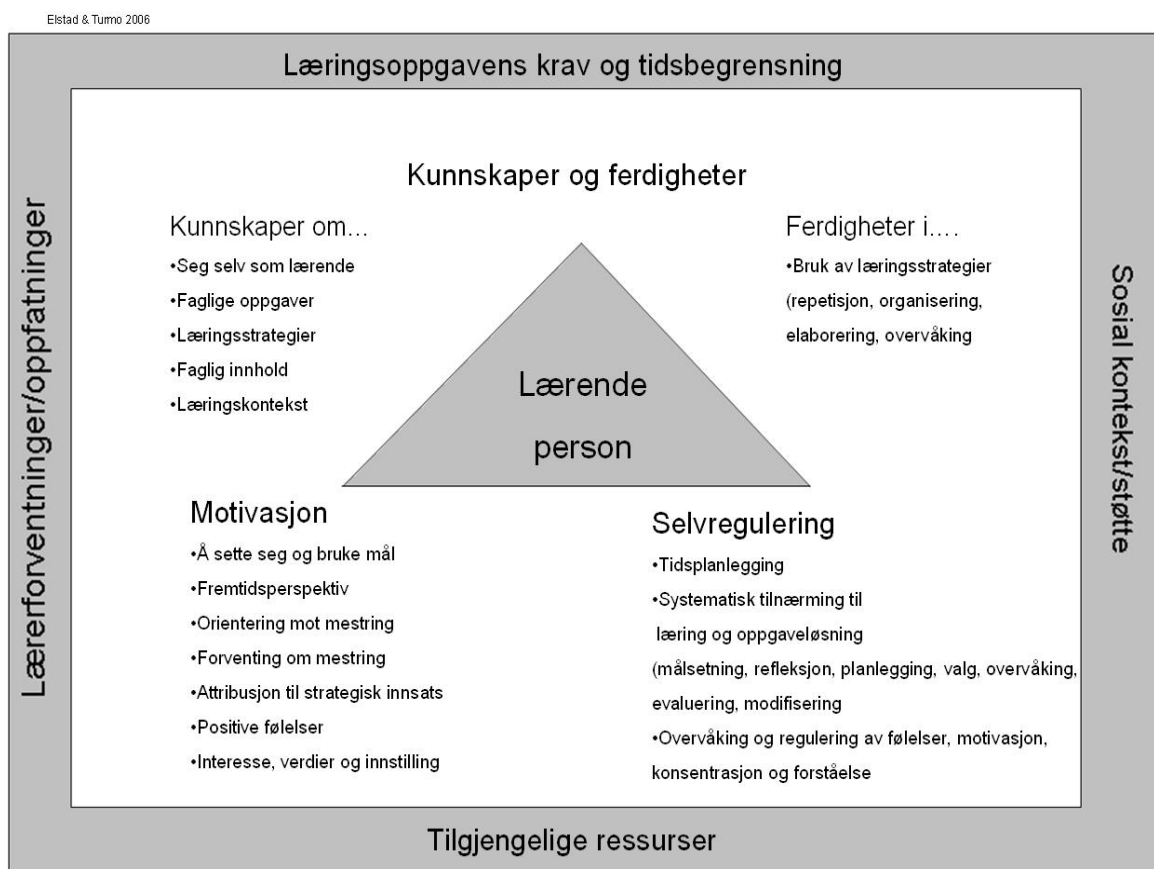 Elstad & Turmo 2006
Læringsoppgavens krav og tidsbegrensning
Lærerforventninger/oppfatninger
Sosial kontekst/støtte
Kunnskaper og ferdigheter
Kunnskaper om...
•Seg selv som lærende
•Faglige oppgaver
•Læringsstrategier
•Faglig innhold
•Læringskontekst
Ferdigheter i....
•Bruk av læringsstrategier
(repetisjon, organisering,
elaborering, overvåking
Lærende
person
Motivasjon
•Å sette seg og bruke mål
•Fremtidsperspektiv
•Orientering mot mestring
•Forventing om mestring
•Attribusjon til strategisk innsats
•Positive følelser
•Interesse, verdier og innstilling
Selvregulering
•Tidsplanlegging
•Systematisk tilnærming til
læring og oppgaveløsning
(målsetning, refleksjon, planlegging, valg, overvåking,
evaluering, modifisering
•Overvåking og regulering av følelser, motivasjon,
konsentrasjon og forståelse
Tilgjengelige ressurser